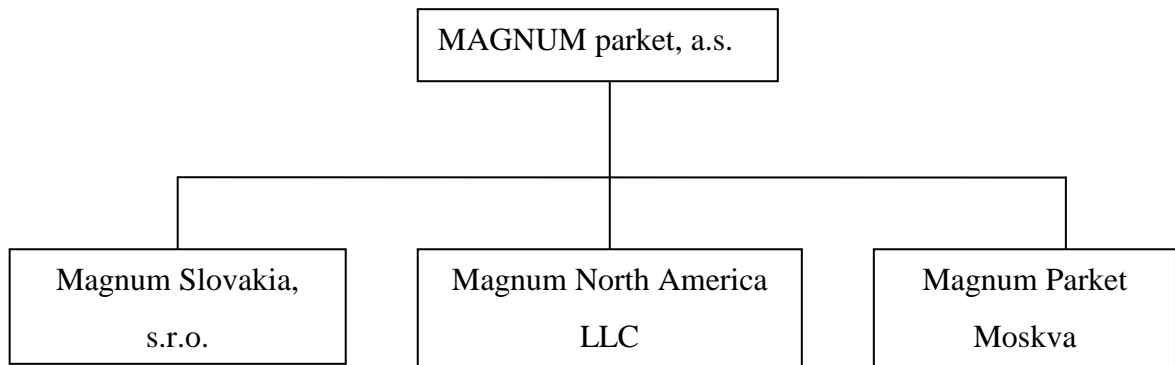 MAGNUM parket, a.s.
Magnum Slovakia,
s.r.o.
Magnum North America
LLC
Magnum Parket
Moskva